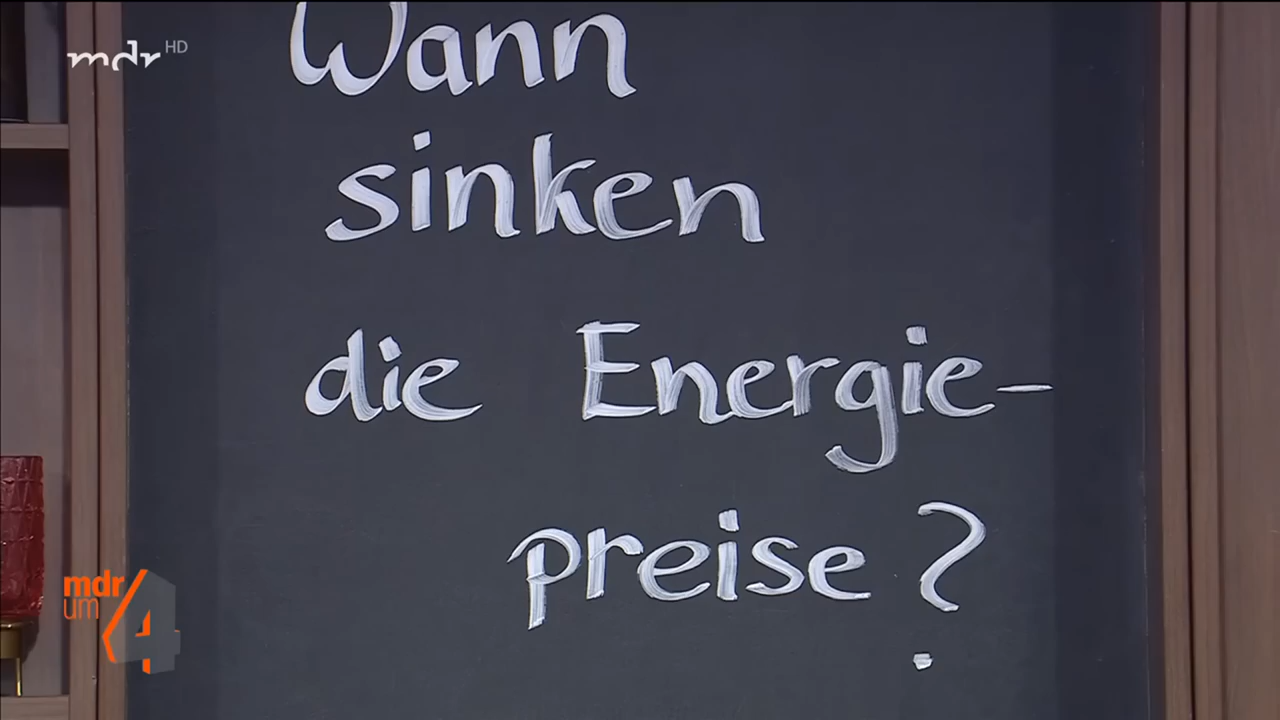 mdr HD
Wann
sinken
die Energie-
preise?
mdr
um 4